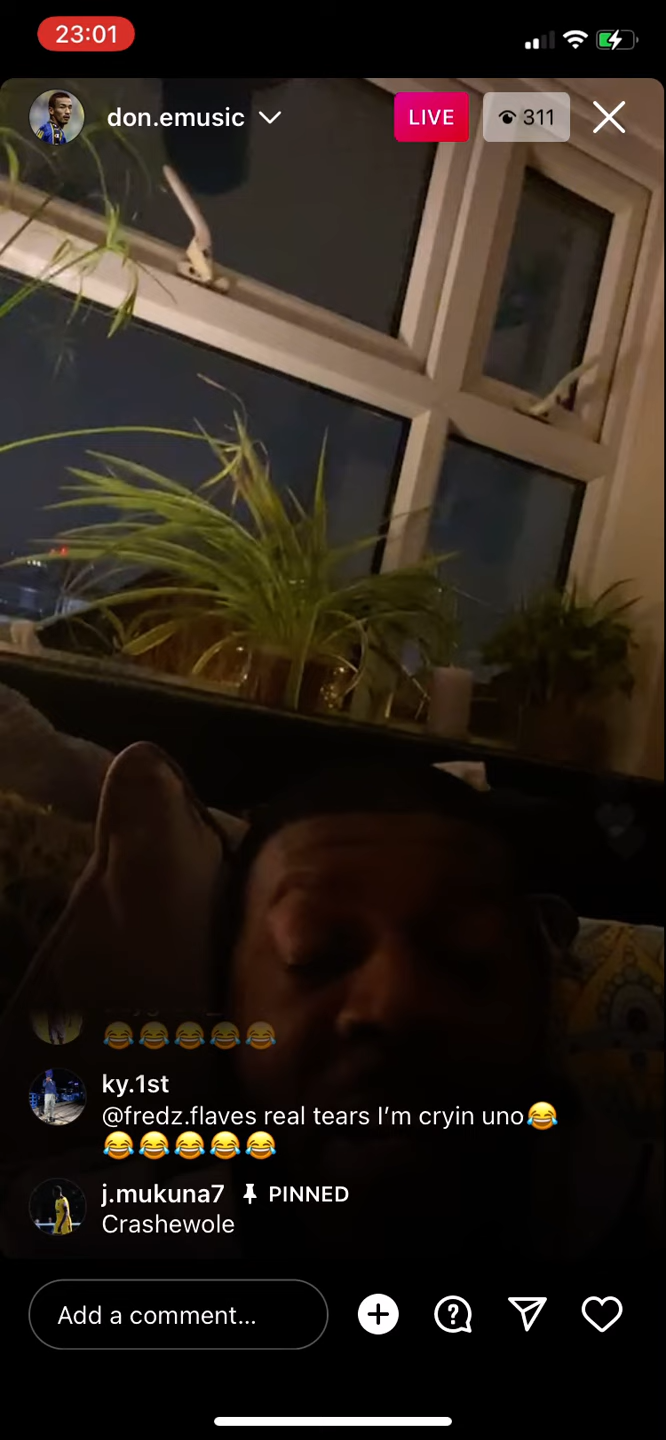 23:01
don.emusic
LIVE
311
😂😂😂😂😂
ky.1st
@fredz.flaves real tears I’m cryin uno😂
😂😂😂😂😂
j.mukuna7 PINNED
Crashewole
Add a comment...